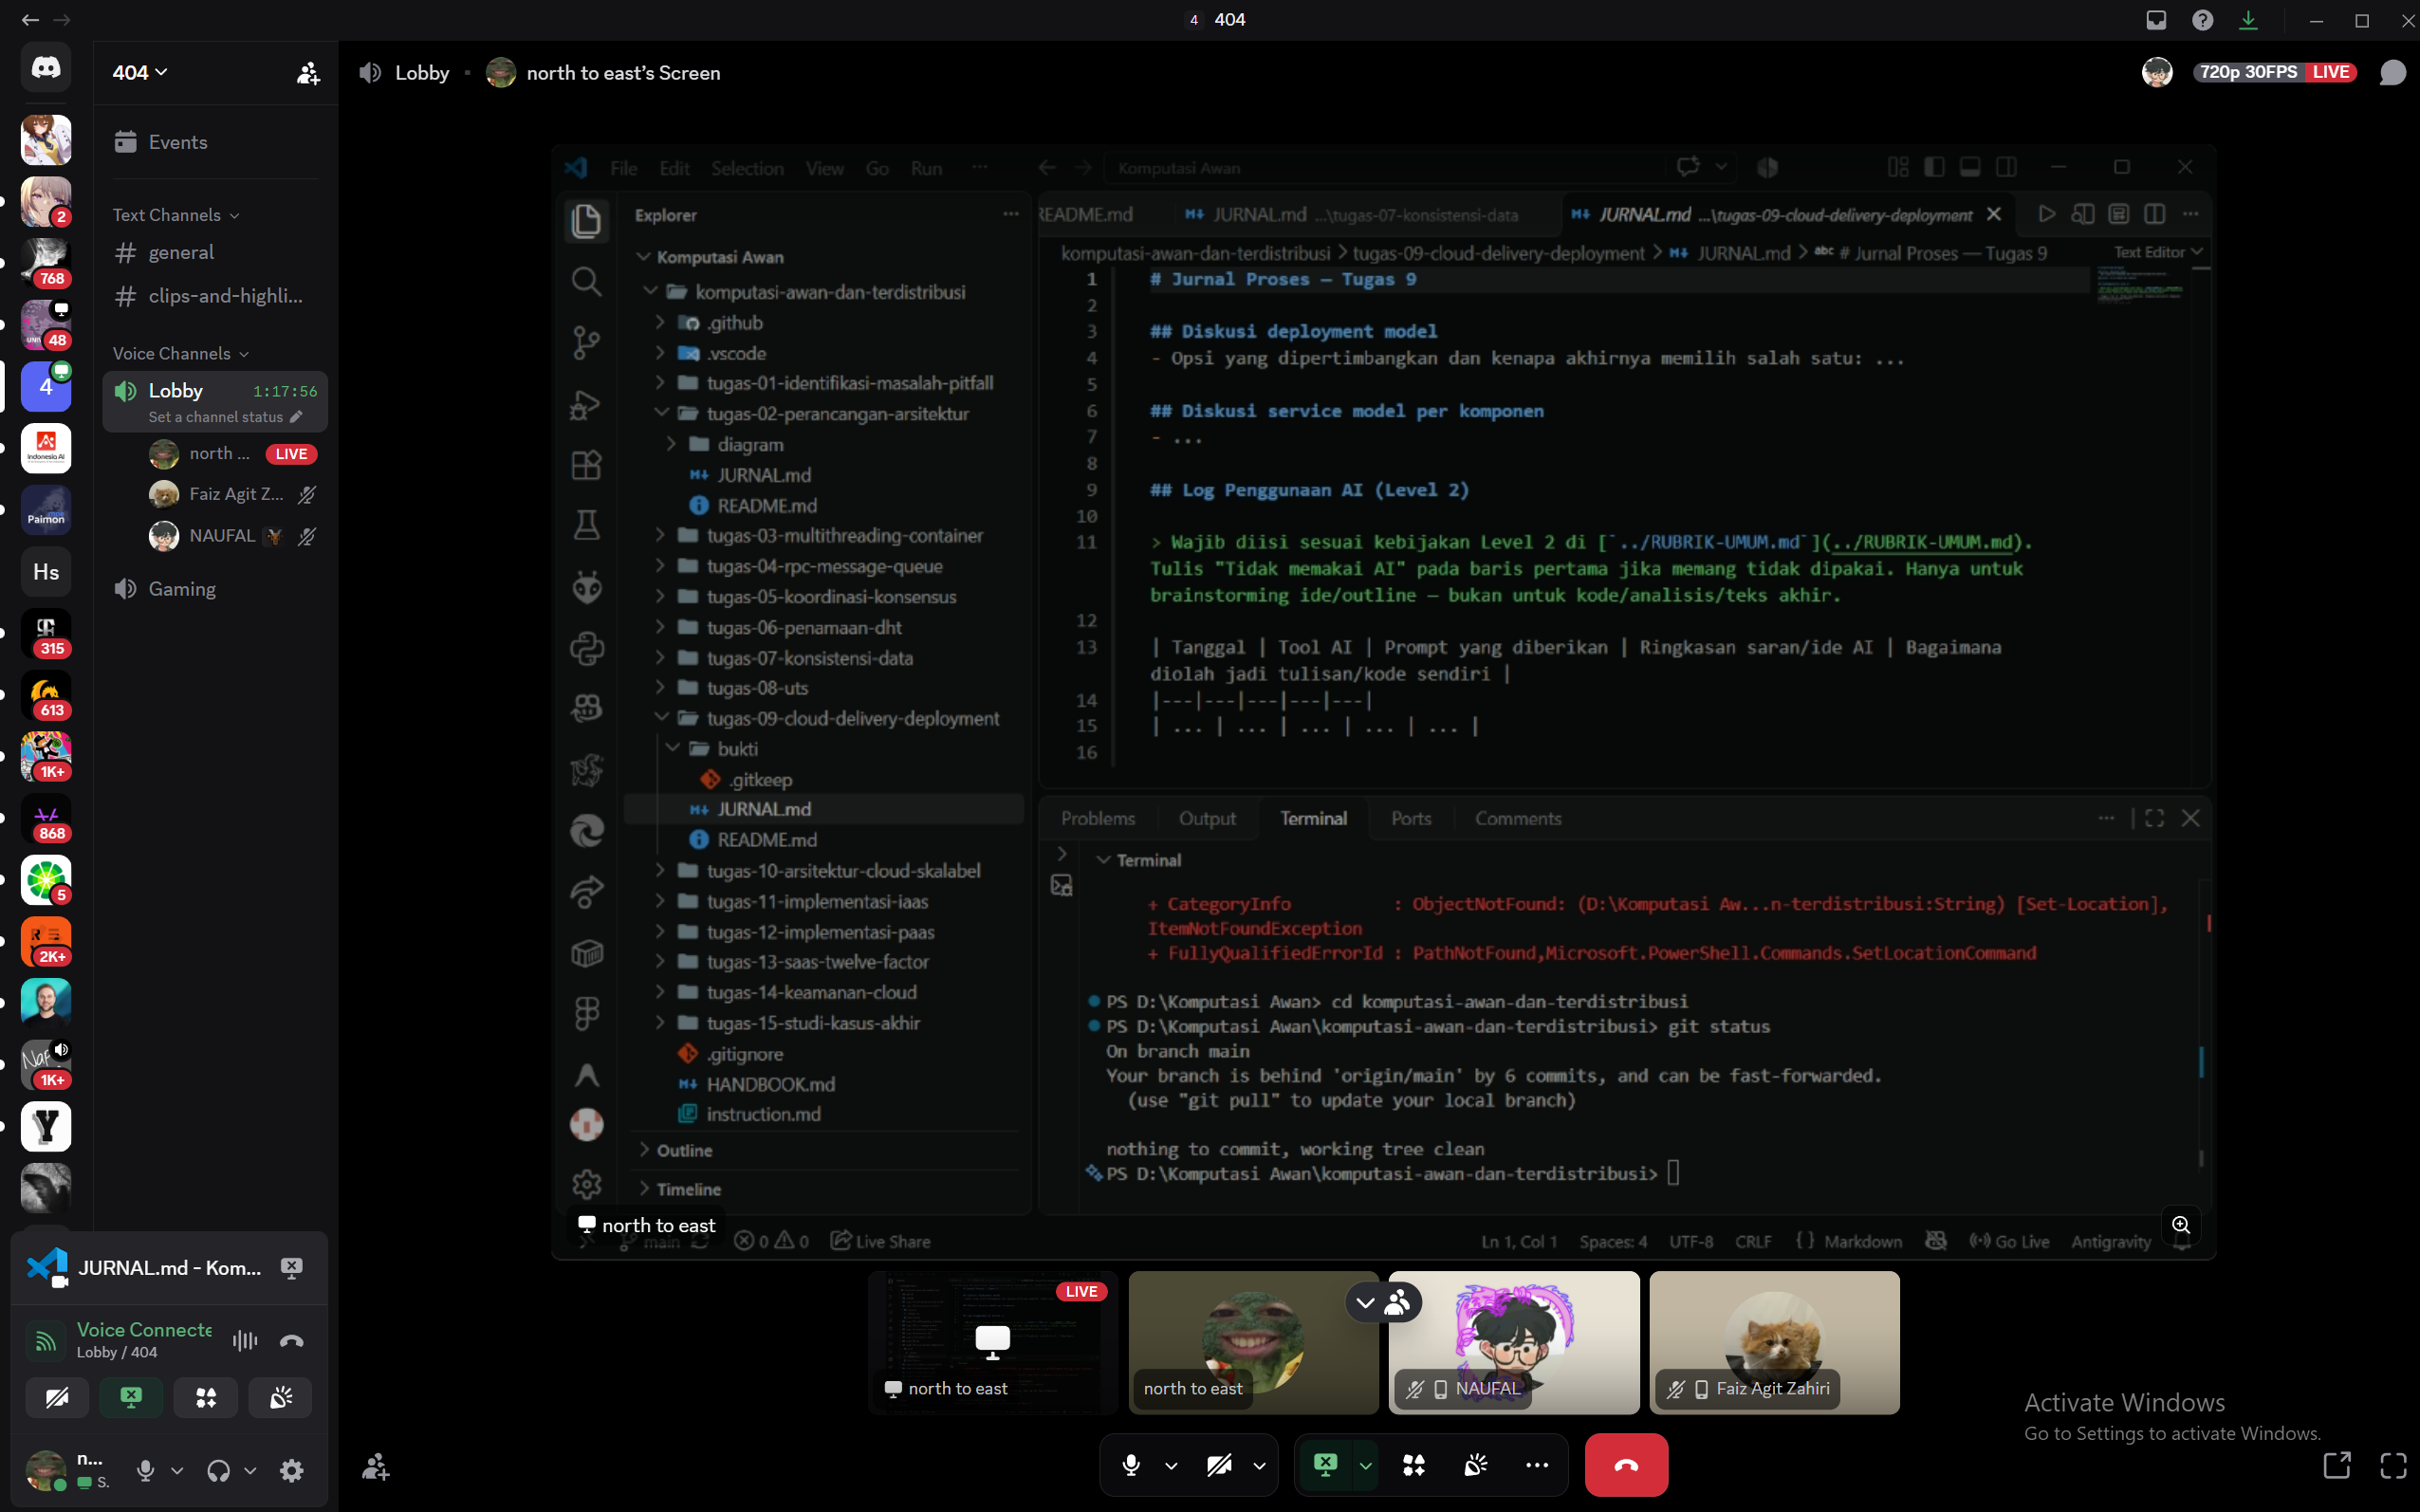 4 404
404
Lobby north to east's Screen
720p 30FPS LIVE
Events
Text Channels
general
clips-and-highli...
Voice Channels
Lobby 1:17:56
Set a channel status
north ... LIVE
Faiz Agit Z...
NAUFAL
Gaming
2
768
48
4
Indonesia AI
Paimon
Hs
315
613
1K+
868
5
2K+
1K+
File Edit Selection View Go Run ... Komputasi Awan
Explorer
Komputasi Awan
komputasi-awan-dan-terdistribusi
.github
.vscode
tugas-01-identifikasi-masalah-pitfall
tugas-02-perancangan-arsitektur
diagram
JURNAL.md
README.md
tugas-03-multithreading-container
tugas-04-rpc-message-queue
tugas-05-koordinasi-konsensus
tugas-06-penamaan-dht
tugas-07-konsistensi-data
tugas-08-uts
tugas-09-cloud-delivery-deployment
bukti
.gitkeep
JURNAL.md
README.md
tugas-10-arsitektur-cloud-skalabel
tugas-11-implementasi-iaas
tugas-12-implementasi-paas
tugas-13-saas-twelve-factor
tugas-14-keamanan-cloud
tugas-15-studi-kasus-akhir
.gitignore
HANDBOOK.md
instruction.md
Outline
Timeline
README.md JURNAL.md ...\tugas-07-konsistensi-data JURNAL.md ...\tugas-09-cloud-delivery-deployment
komputasi-awan-dan-terdistribusi > tugas-09-cloud-delivery-deployment > JURNAL.md > abc # Jurnal Proses — Tugas 9 Text Editor
1 # Jurnal Proses — Tugas 9
2
3 ## Diskusi deployment model
4 - Opsi yang dipertimbangkan dan kenapa akhirnya memilih salah satu: ...
5
6 ## Diskusi service model per komponen
7 - ...
8
9 ## Log Penggunaan AI (Level 2)
10
11 > Wajib diisi sesuai kebijakan Level 2 di [`../RUBRIK-UMUM.md`](../RUBRIK-UMUM.md).
Tulis "Tidak memakai AI" pada baris pertama jika memang tidak dipakai. Hanya untuk
brainstorming ide/outline — bukan untuk kode/analisis/teks akhir.
12
13 | Tanggal | Tool AI | Prompt yang diberikan | Ringkasan saran/ide AI | Bagaimana
diolah jadi tulisan/kode sendiri |
14 |---|---|---|---|---|
15 | ... | ... | ... | ... | ... |
16
Problems Output Terminal Ports Comments
Terminal
+ CategoryInfo : ObjectNotFound: (D:\Komputasi Aw...n-terdistribusi:String) [Set-Location],
ItemNotFoundException
+ FullyQualifiedErrorId : PathNotFound,Microsoft.PowerShell.Commands.SetLocationCommand
PS D:\Komputasi Awan> cd komputasi-awan-dan-terdistribusi
PS D:\Komputasi Awan\komputasi-awan-dan-terdistribusi> git status
On branch main
Your branch is behind 'origin/main' by 6 commits, and can be fast-forwarded.
(use "git pull" to update your local branch)
nothing to commit, working tree clean
PS D:\Komputasi Awan\komputasi-awan-dan-terdistribusi>
north to east
main 0 0 Live Share Ln 1, Col 1 Spaces: 4 UTF-8 CRLF { } Markdown Go Live Antigravity
JURNAL.md - Kom...
Voice Connecte
Lobby / 404
n...
S.
LIVE
north to east
north to east
NAUFAL
Faiz Agit Zahiri
Activate Windows
Go to Settings to activate Windows.